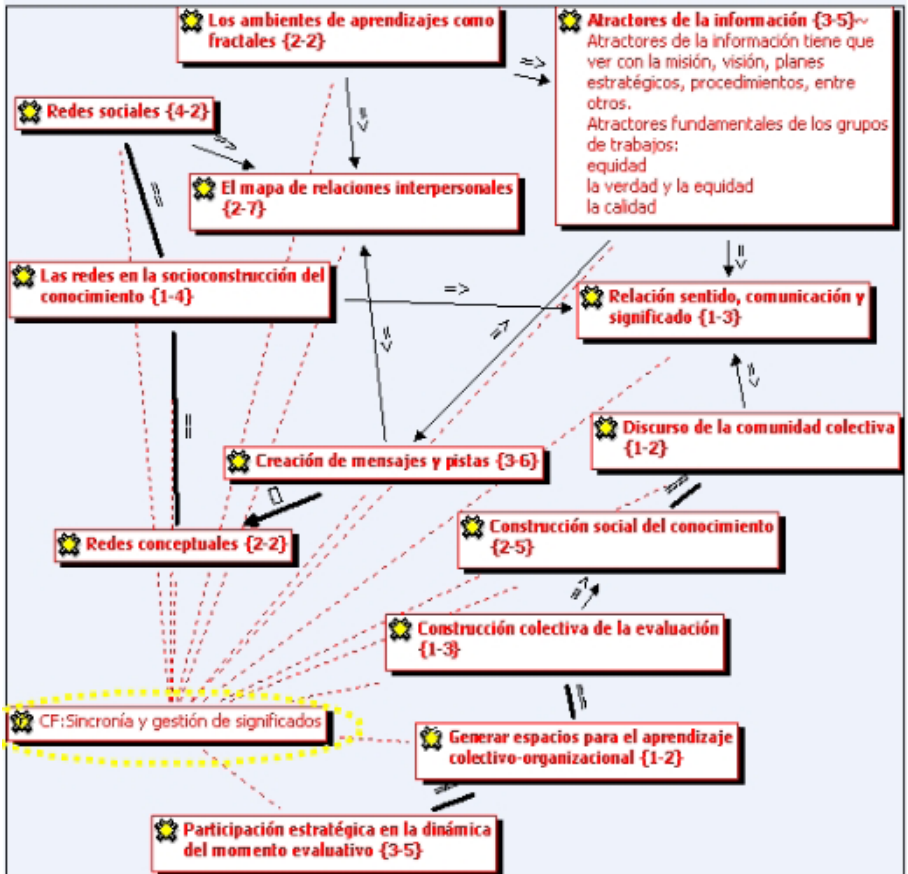 Los ambientes de aprendizajes como
fractales {2-2}
Atractores de la información {3-5}~
Atractores de la información tiene que
ver con la misión, visión, planes
estratégicos, procedimientos, entre
otros.
Atractores fundamentales de los grupos
de trabajos:
equidad
la verdad y la equidad
la calidad
=>
=>
Redes sociales {4-2}
=>
==
El mapa de relaciones interpersonales
{2-7}
=>
Las redes en la socioconstrucción del
conocimiento {1-4}
=>
Relación sentido, comunicación y
significado {1-3}
=>
=>
=>
==
Discurso de la comunidad colectiva
{1-2}
Creación de mensajes y pistas {3-6}
==
Redes conceptuales {2-2}
Construcción social del conocimiento
{2-5}
=>
Construcción colectiva de la evaluación
{1-3}
==
CF:Sincronía y gestión de significados
Generar espacios para el aprendizaje
colectivo-organizacional {1-2}
==
Participación estratégica en la dinámica
del momento evaluativo {3-5}